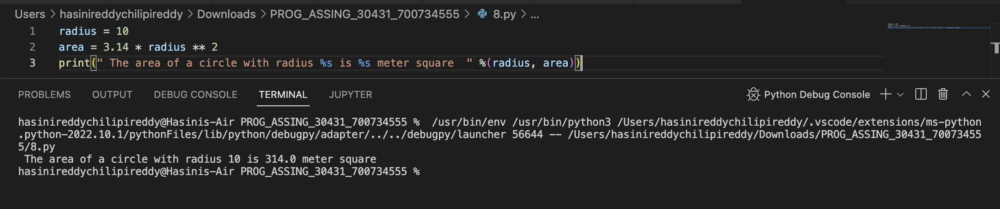 Users > hasinireddychilipireddy > Downloads > PROG_ASSING_30431_700734555 > 8.py > ...
1 radius = 10
2 area = 3.14 * radius ** 2
3 print(" The area of a circle with radius %s is %s meter square  " %(radius, area))
PROBLEMS OUTPUT DEBUG CONSOLE TERMINAL JUPYTER Python Debug Console
hasinireddychilipireddy@Hasinis-Air PROG_ASSING_30431_700734555 %  /usr/bin/env /usr/bin/python3 /Users/hasinireddychilipireddy/.vscode/extensions/ms-python
.python-2022.10.1/pythonFiles/lib/python/debugpy/adapter/../../debugpy/launcher 56644 -- /Users/hasinireddychilipireddy/Downloads/PROG_ASSING_30431_70073455
5/8.py
 The area of a circle with radius 10 is 314.0 meter square
hasinireddychilipireddy@Hasinis-Air PROG_ASSING_30431_700734555 %